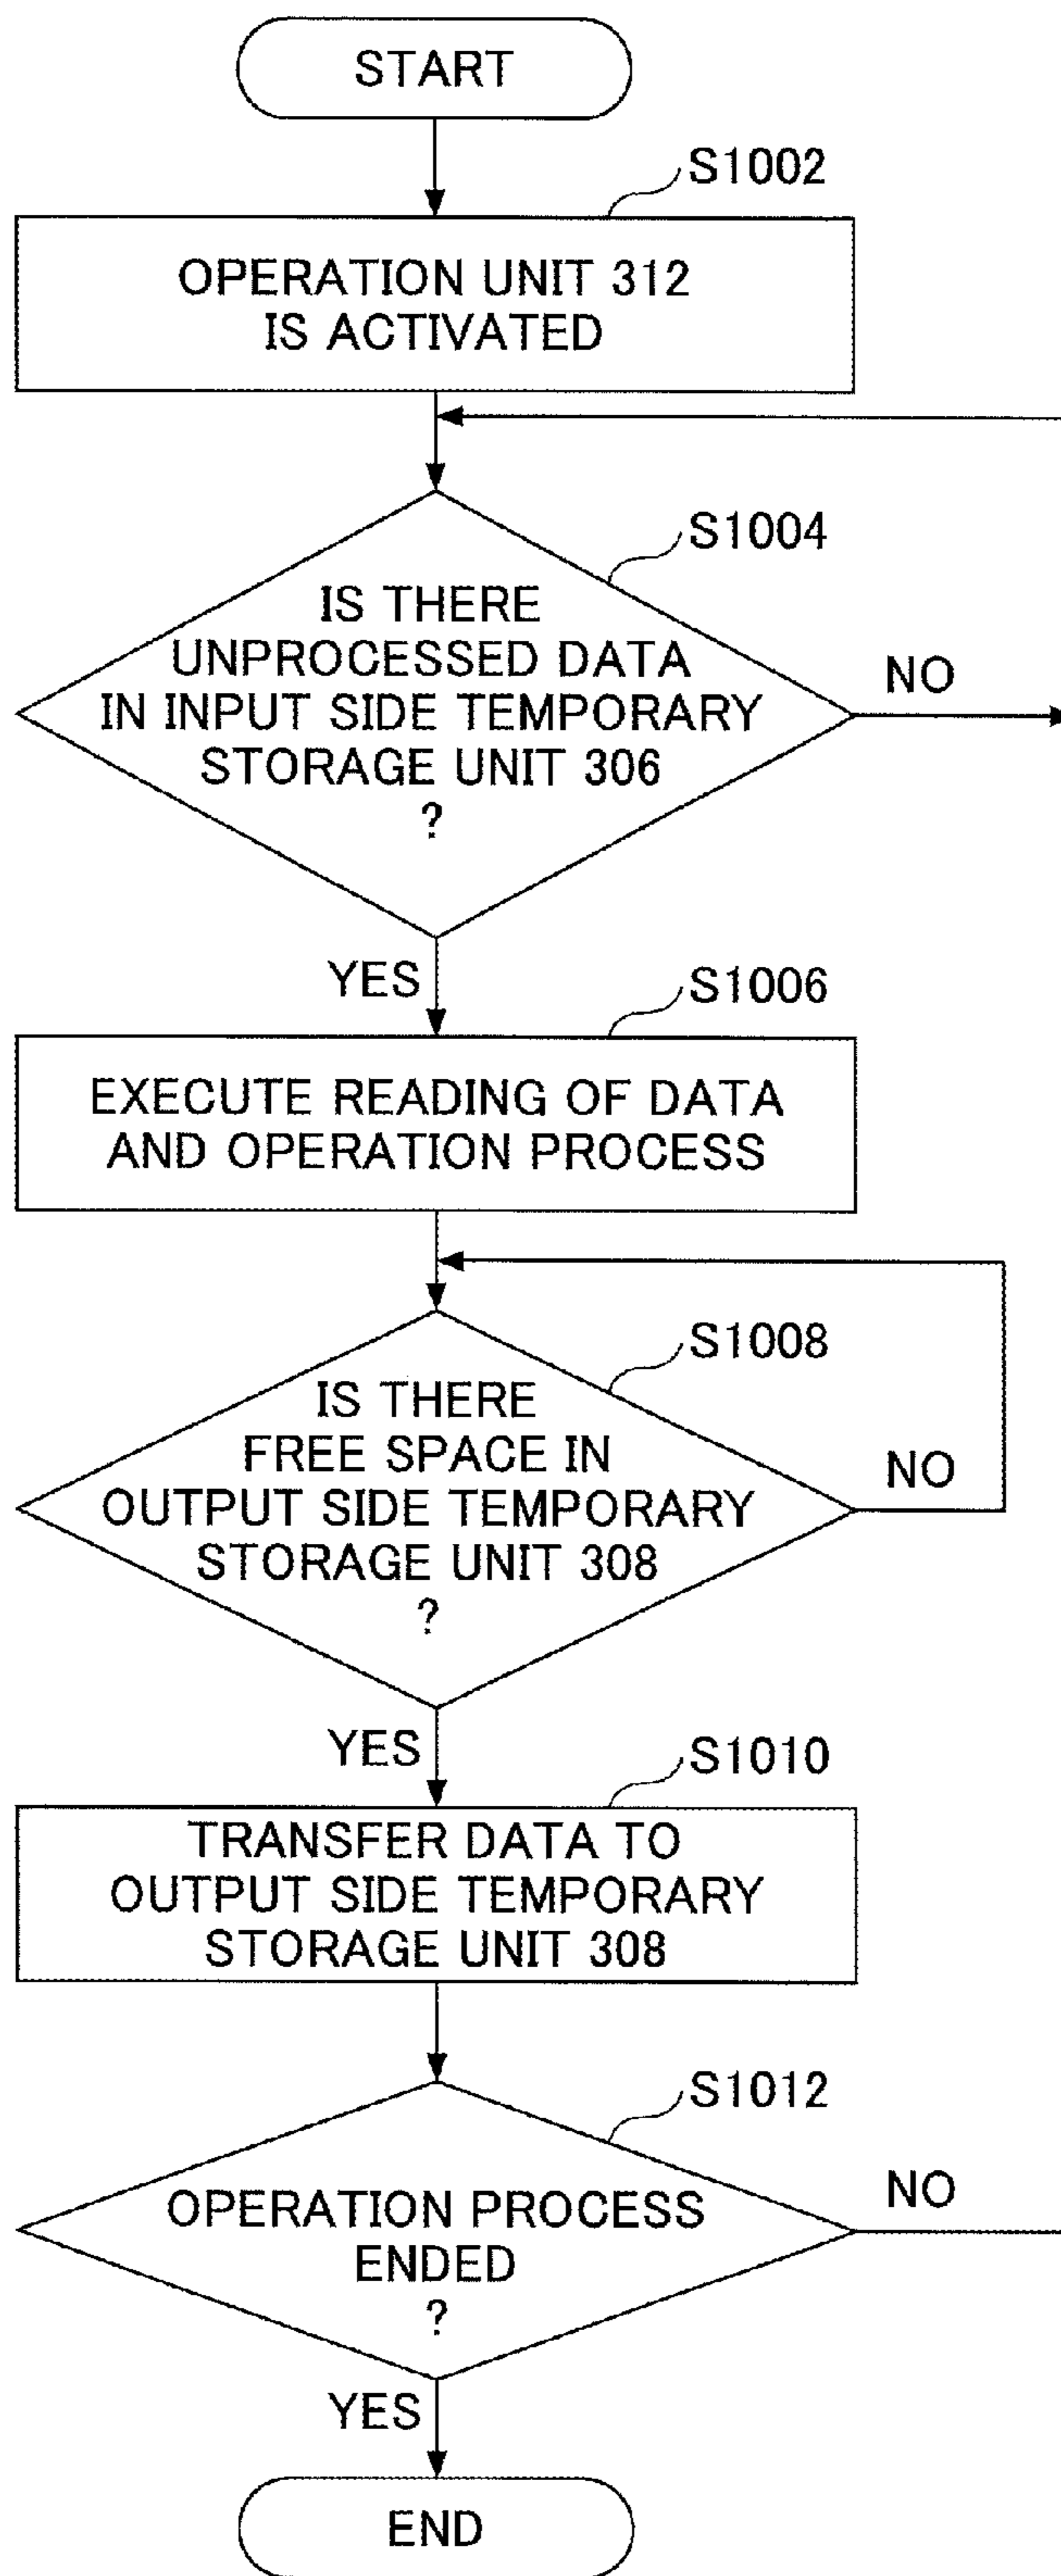 START
S1002
OPERATION UNIT 312
IS ACTIVATED
S1004
IS THERE
UNPROCESSED DATA
IN INPUT SIDE TEMPORARY
STORAGE UNIT 306
?
NO
YES
S1006
EXECUTE READING OF DATA
AND OPERATION PROCESS
S1008
IS THERE
FREE SPACE IN
OUTPUT SIDE TEMPORARY
STORAGE UNIT 308
?
NO
YES
S1010
TRANSFER DATA TO
OUTPUT SIDE TEMPORARY
STORAGE UNIT 308
S1012
OPERATION PROCESS
ENDED
?
NO
YES
END